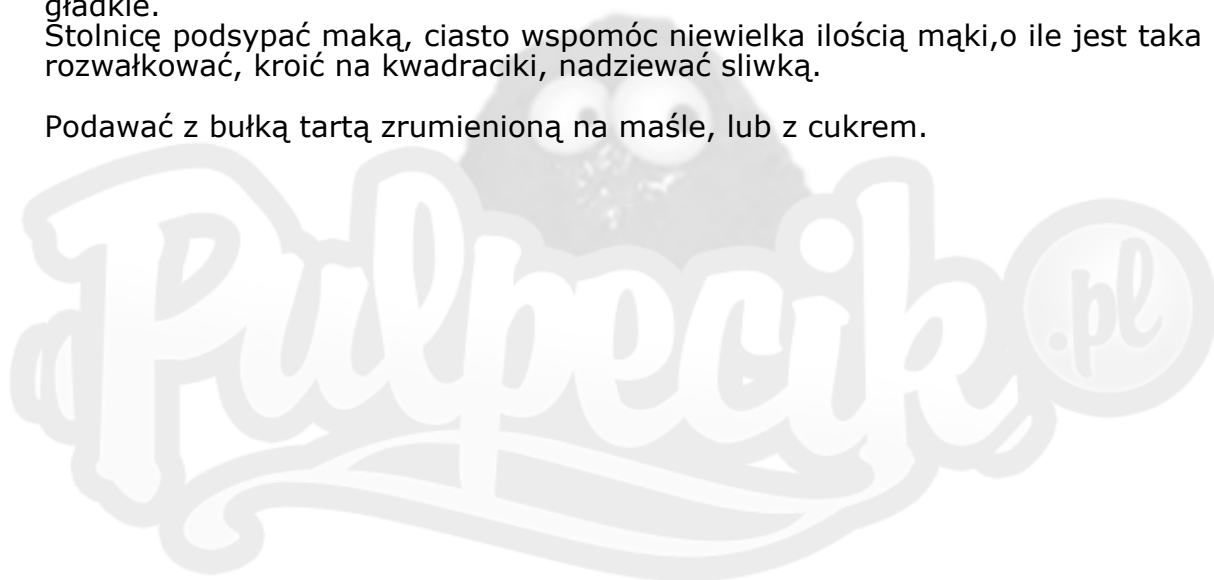 gładkie.
Stolnicę podsypać maką, ciasto wspomóc niewielka ilością mąki,o ile jest taka
rozwałkować, kroić na kwadraciki, nadziewać sliwką.
Podawać z bułką tartą zrumienioną na maśle, lub z cukrem.
Pulpecik.pl